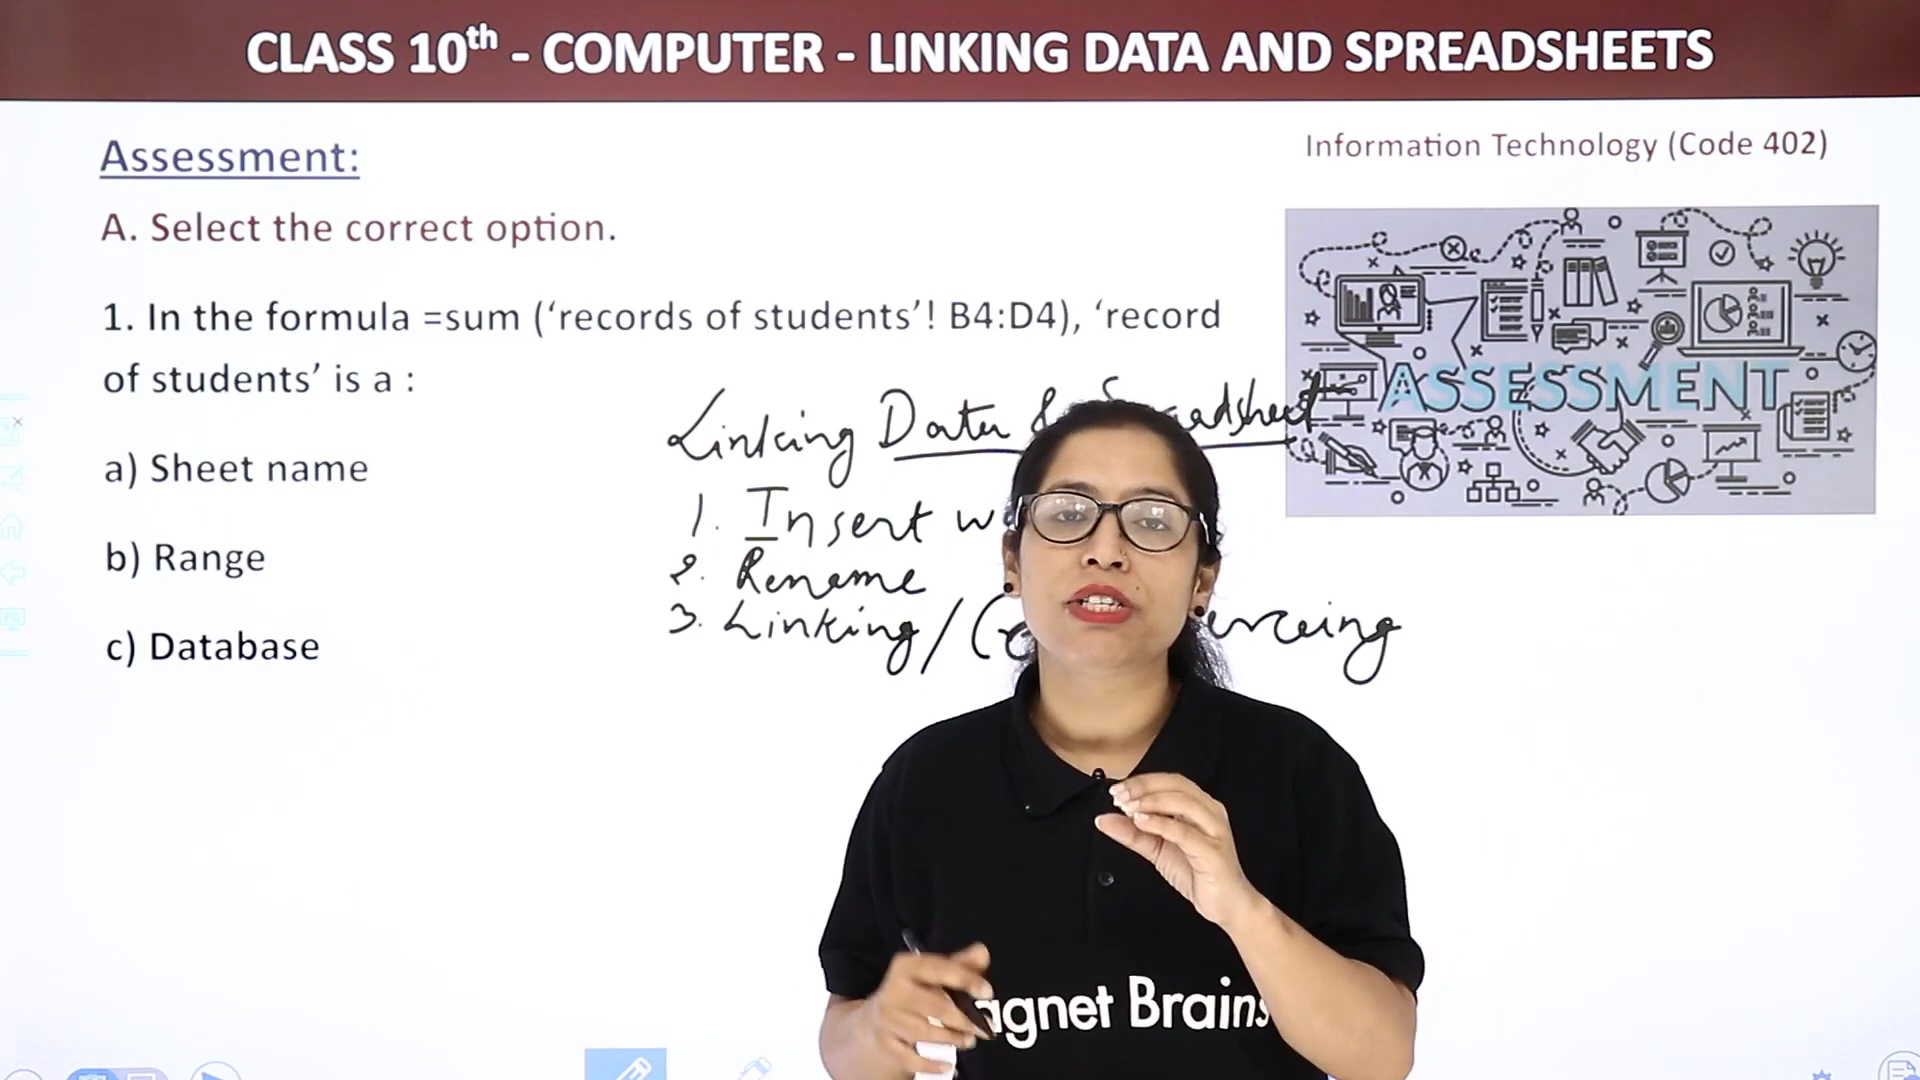 CLASS 10th - COMPUTER - LINKING DATA AND SPREADSHEETS
Assessment:
Information Technology (Code 402)
A. Select the correct option.
1. In the formula =sum (‘records of students’! B4:D4), ‘record
of students’ is a :
ASSESSMENT
Linking Data &
a) Sheet name
1. Insert
b) Range
2. Rename
3. Linking /
c) Database
agnet Brains